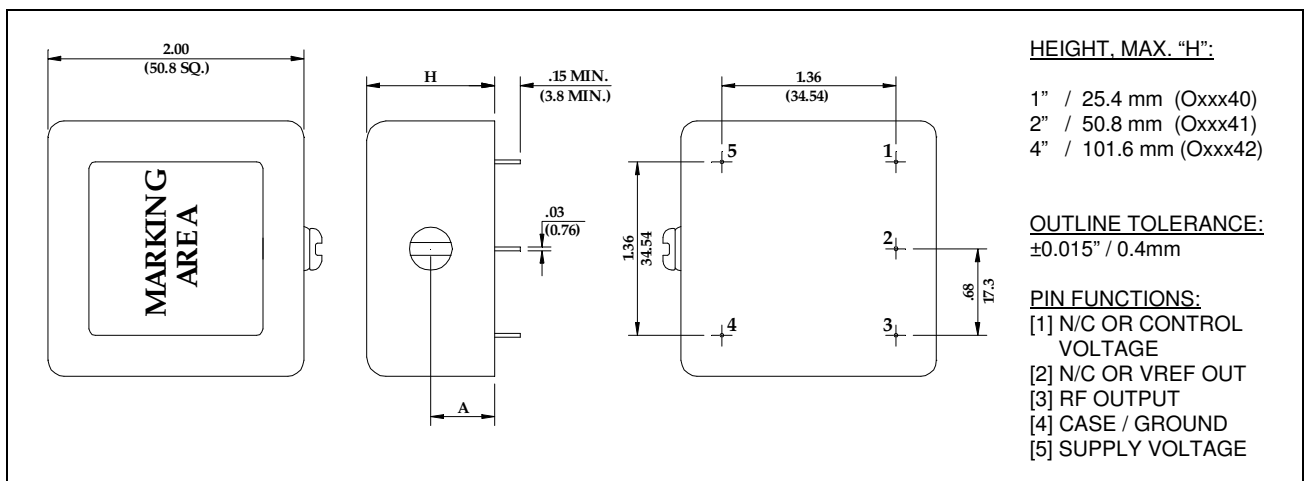 2.00
(50.8 SQ.)
MARKING
AREA
H
.15 MIN.
(3.8 MIN.)
.03
(0.76)
A
1.36
(34.54)
5
1
2
4
3
1.36
34.54
.68
17.3
HEIGHT, MAX. “H”:
1” / 25.4 mm (Oxxx40)
2” / 50.8 mm (Oxxx41)
4” / 101.6 mm (Oxxx42)
OUTLINE TOLERANCE:
±0.015” / 0.4mm
PIN FUNCTIONS:
[1] N/C OR CONTROL
VOLTAGE
[2] N/C OR VREF OUT
[3] RF OUTPUT
[4] CASE / GROUND
[5] SUPPLY VOLTAGE